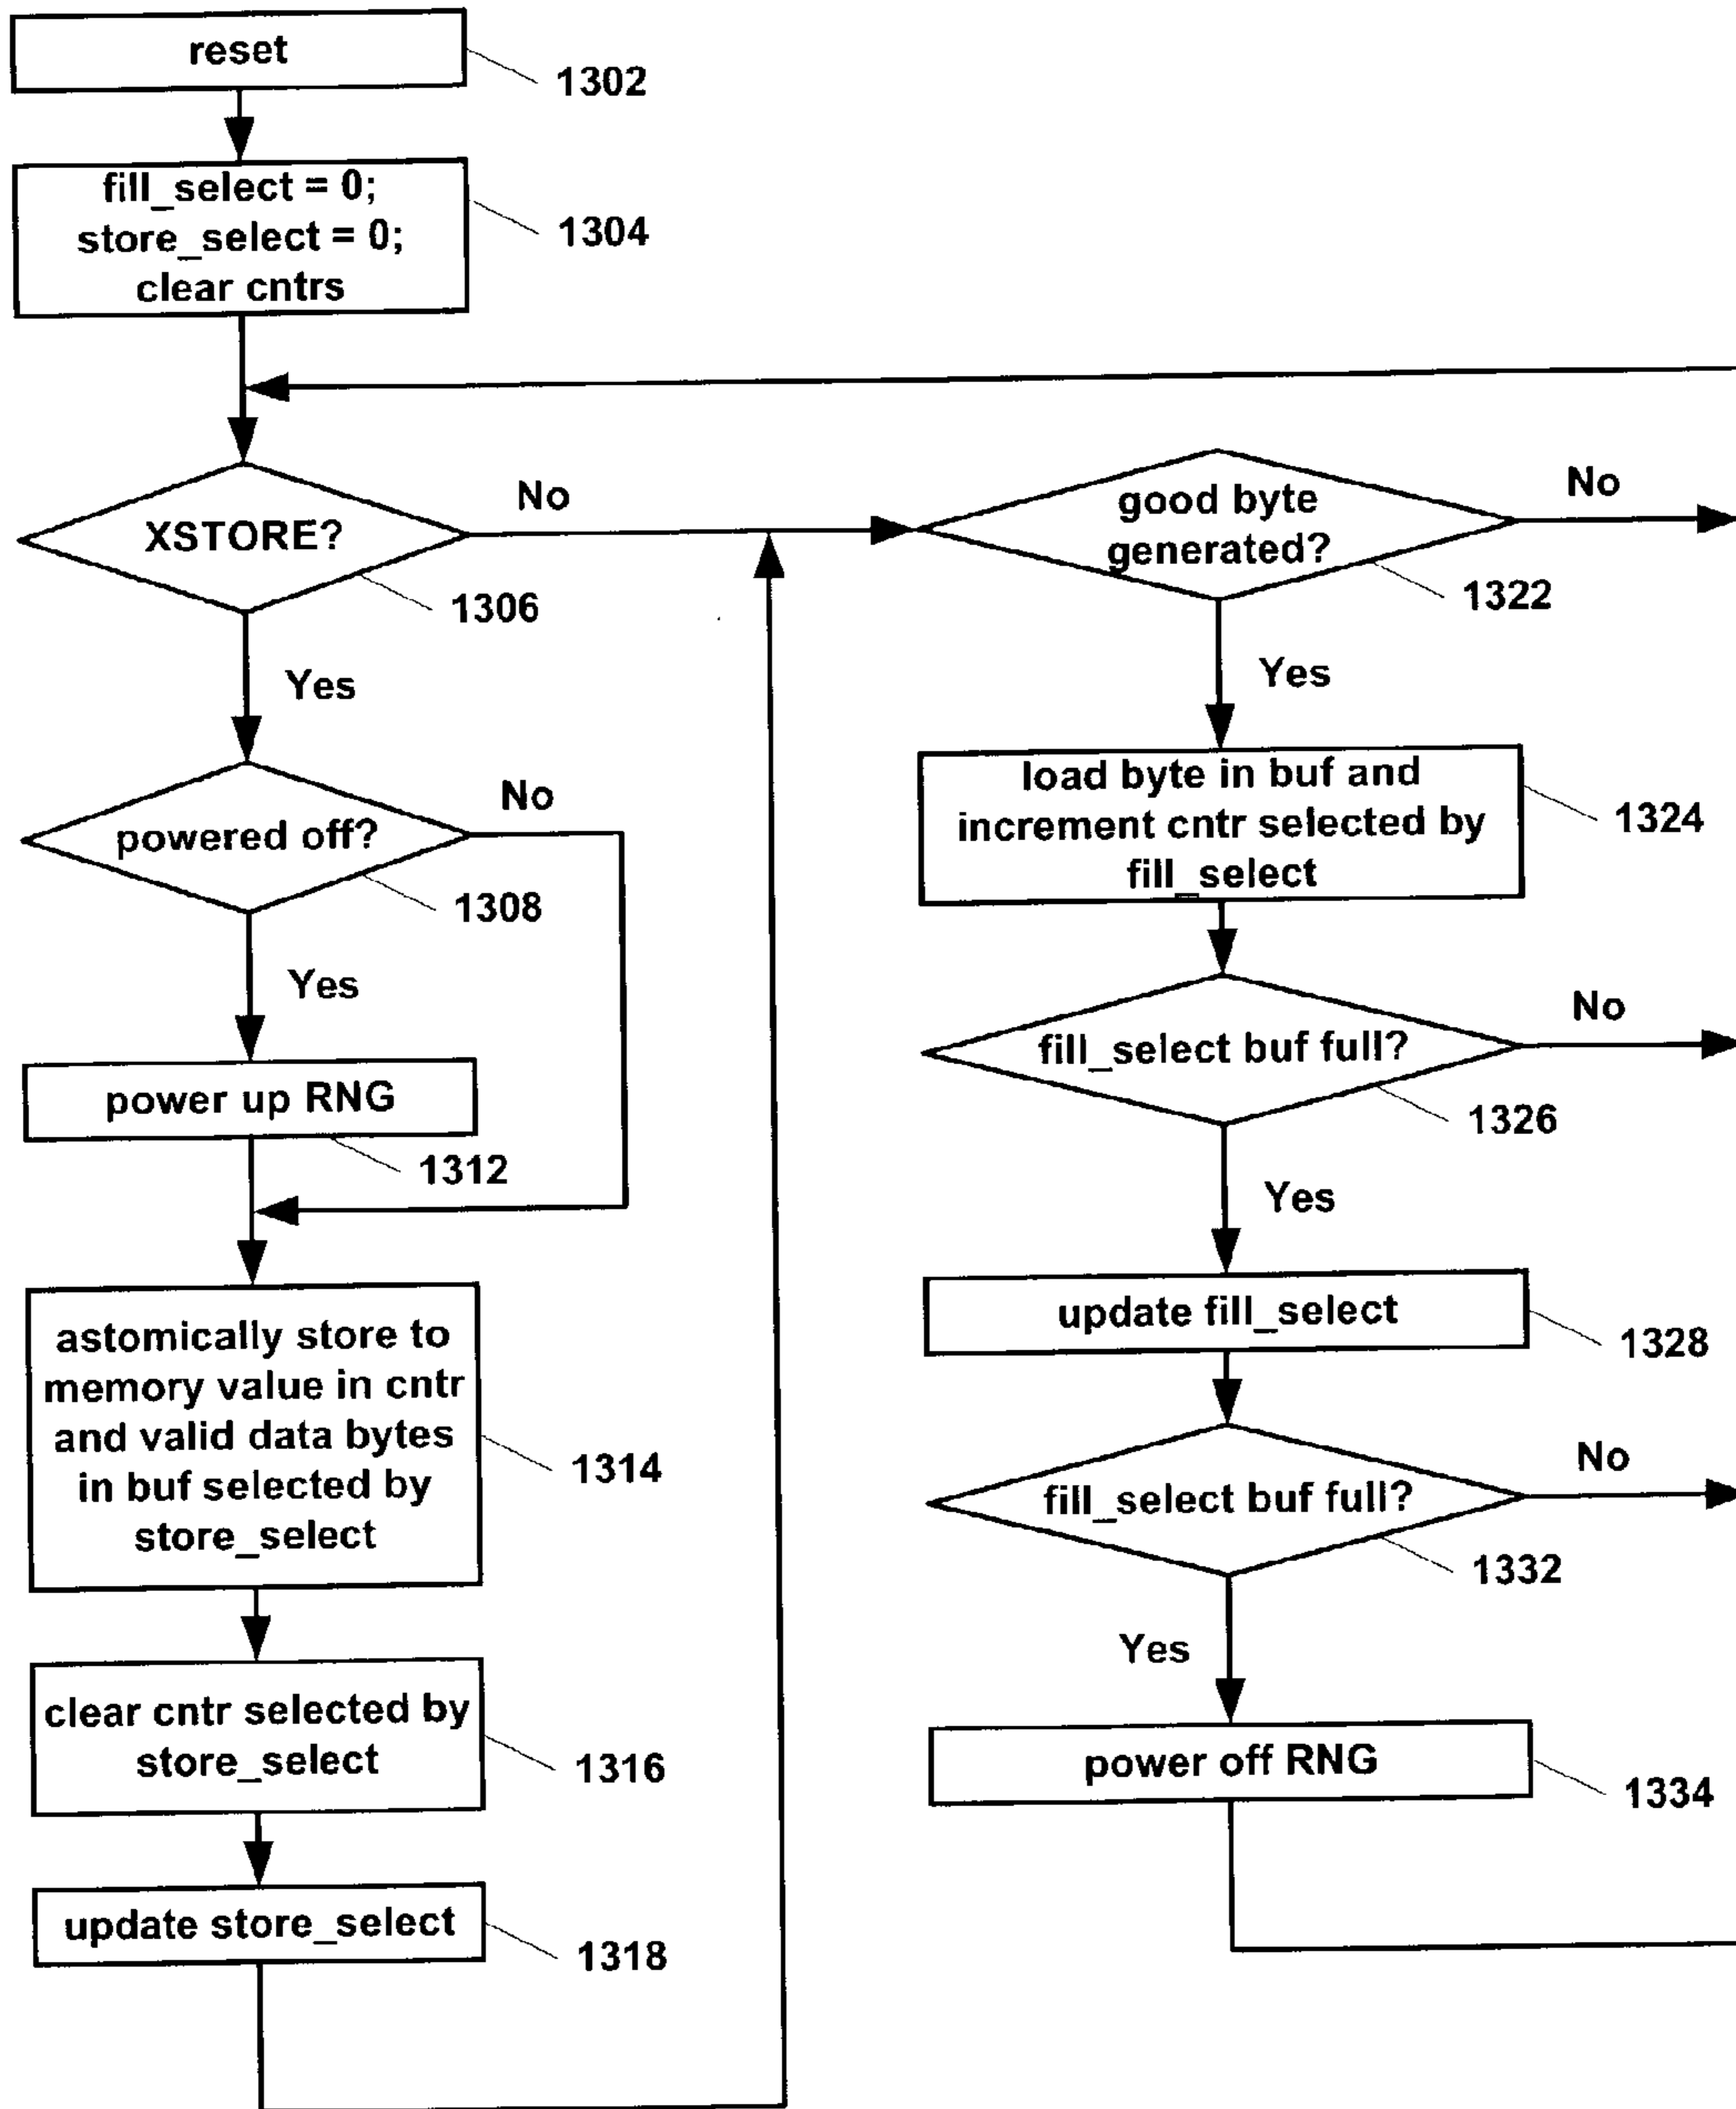 reset
1302
fill_select = 0;
store_select = 0;
clear cntrs
1304
XSTORE?
1306
No
Yes
powered off?
1308
No
Yes
power up RNG
1312
astomically store to
memory value in cntr
and valid data bytes
in buf selected by
store_select
1314
clear cntr selected by
store_select
1316
update store_select
1318
good byte
generated?
1322
No
Yes
load byte in buf and
increment cntr selected by
fill_select
1324
fill_select buf full?
1326
No
Yes
update fill_select
1328
fill_select buf full?
1332
No
Yes
power off RNG
1334